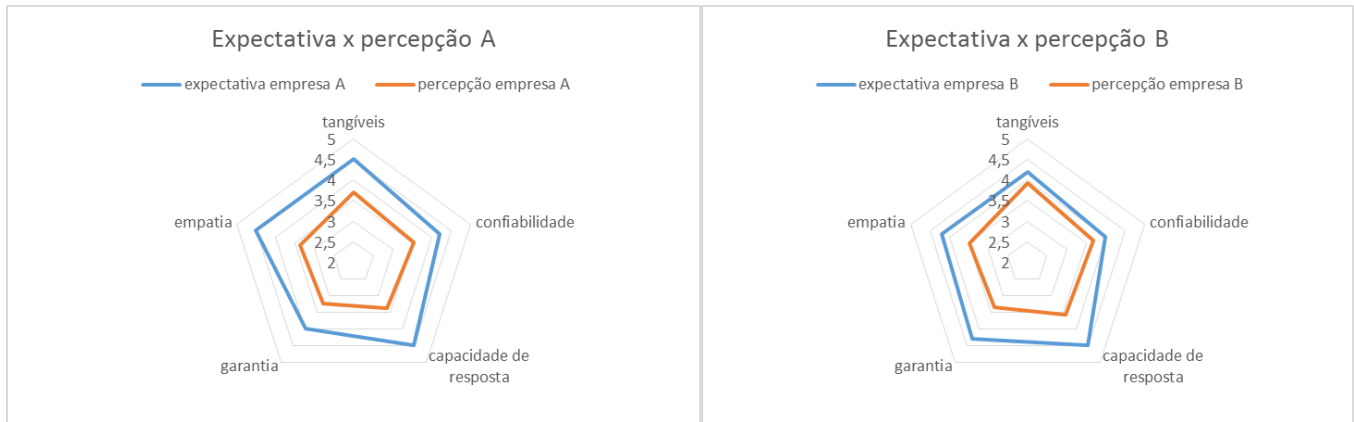 Expectativa x percepção A
expectativa empresa A
percepção empresa A
tangíveis
5
4,5
4
3,5
3
2,5
2
empatia
confiabilidade
garantia
capacidade de
resposta
Expectativa x percepção B
expectativa empresa B
percepção empresa B
tangíveis
5
4,5
4
3,5
3
2,5
2
empatia
confiabilidade
garantia
capacidade de
resposta